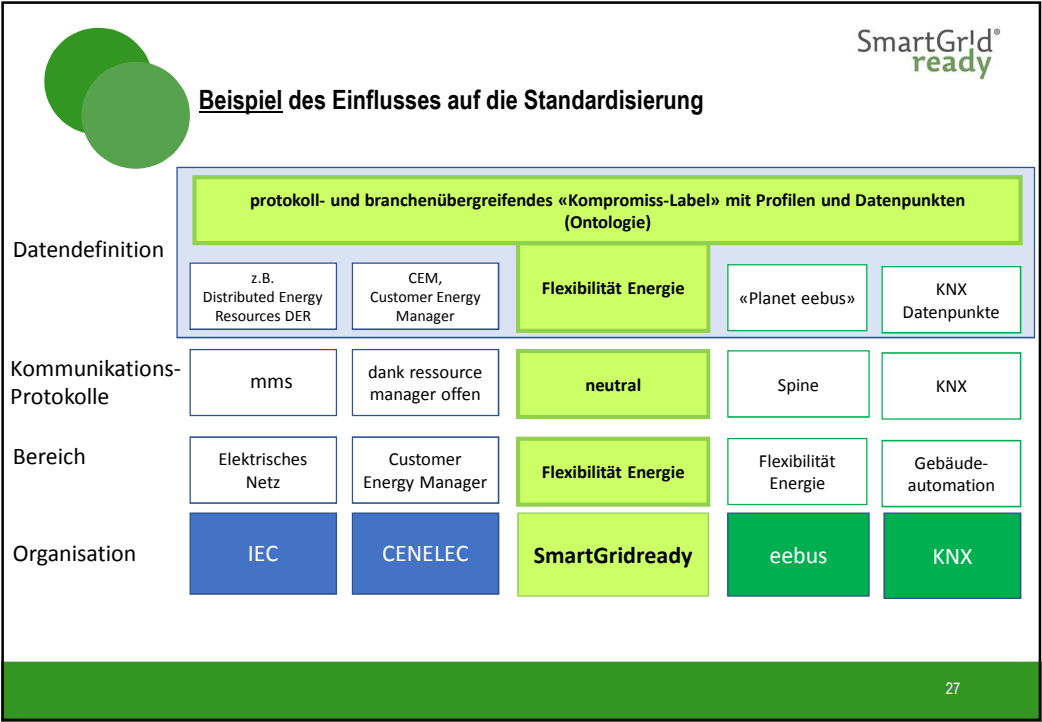 SmartGr!d®
ready
Beispiel des Einflusses auf die Standardisierung
protokoll- und branchenübergreifendes «Kompromiss-Label» mit Profilen und Datenpunkten
(Ontologie)
Datendefinition
z.B.
Distributed Energy
Resources DER
CEM,
Customer Energy
Manager
Flexibilität Energie
«Planet eebus»
KNX
Datenpunkte
Kommunikations-
Protokolle
mms
dank ressource
manager offen
neutral
Spine
KNX
Bereich
Elektrisches
Netz
Customer
Energy Manager
Flexibilität Energie
Flexibilität
Energie
Gebäude-
automation
Organisation
IEC
CENELEC
SmartGridready
eebus
KNX
27